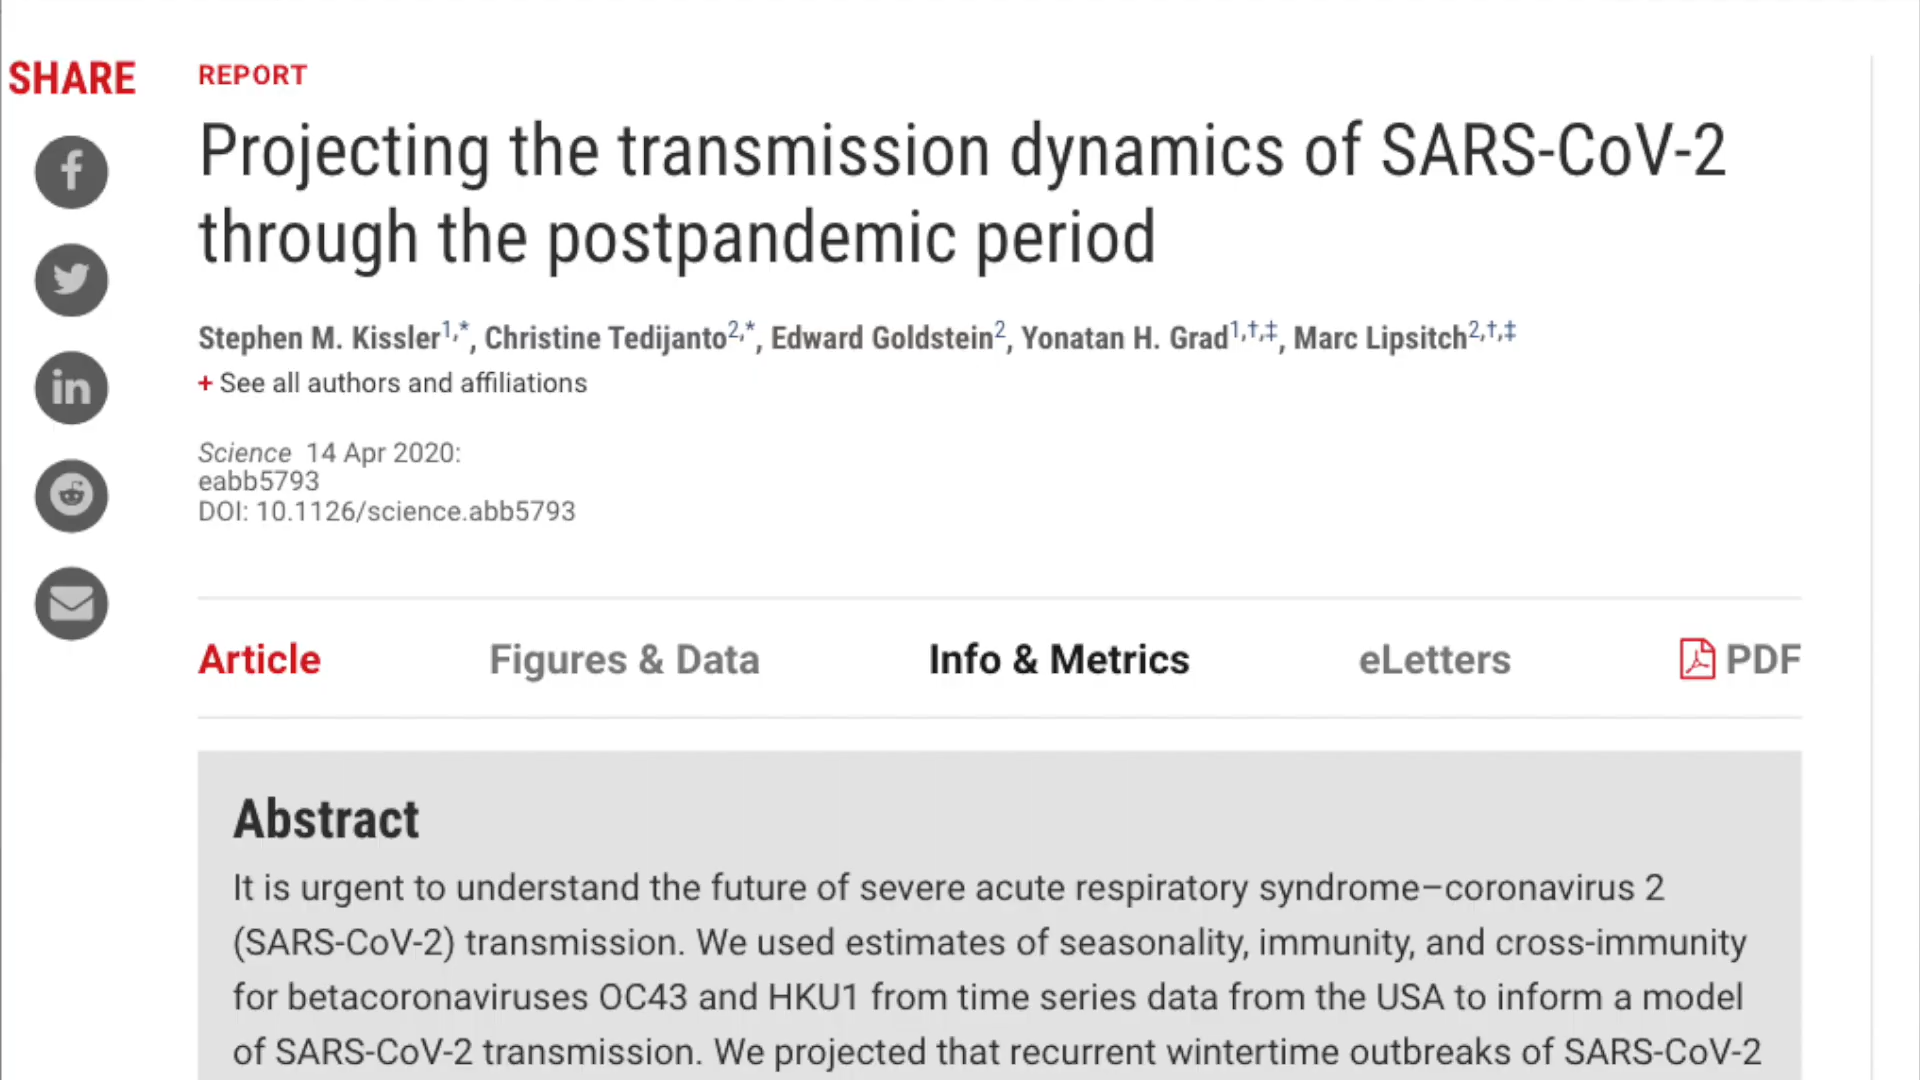 SHARE
REPORT
Projecting the transmission dynamics of SARS-CoV-2
through the postpandemic period
Stephen M. Kissler1,*, Christine Tedijanto2,*, Edward Goldstein2, Yonatan H. Grad1,†,‡, Marc Lipsitch2,†,‡
+ See all authors and affiliations
Science 14 Apr 2020:
eabb5793
DOI: 10.1126/science.abb5793
Article Figures & Data Info & Metrics eLetters PDF
Abstract
It is urgent to understand the future of severe acute respiratory syndrome–coronavirus 2
(SARS-CoV-2) transmission. We used estimates of seasonality, immunity, and cross-immunity
for betacoronaviruses OC43 and HKU1 from time series data from the USA to inform a model
of SARS-CoV-2 transmission. We projected that recurrent wintertime outbreaks of SARS-CoV-2